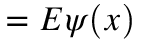 = Eψ(x)